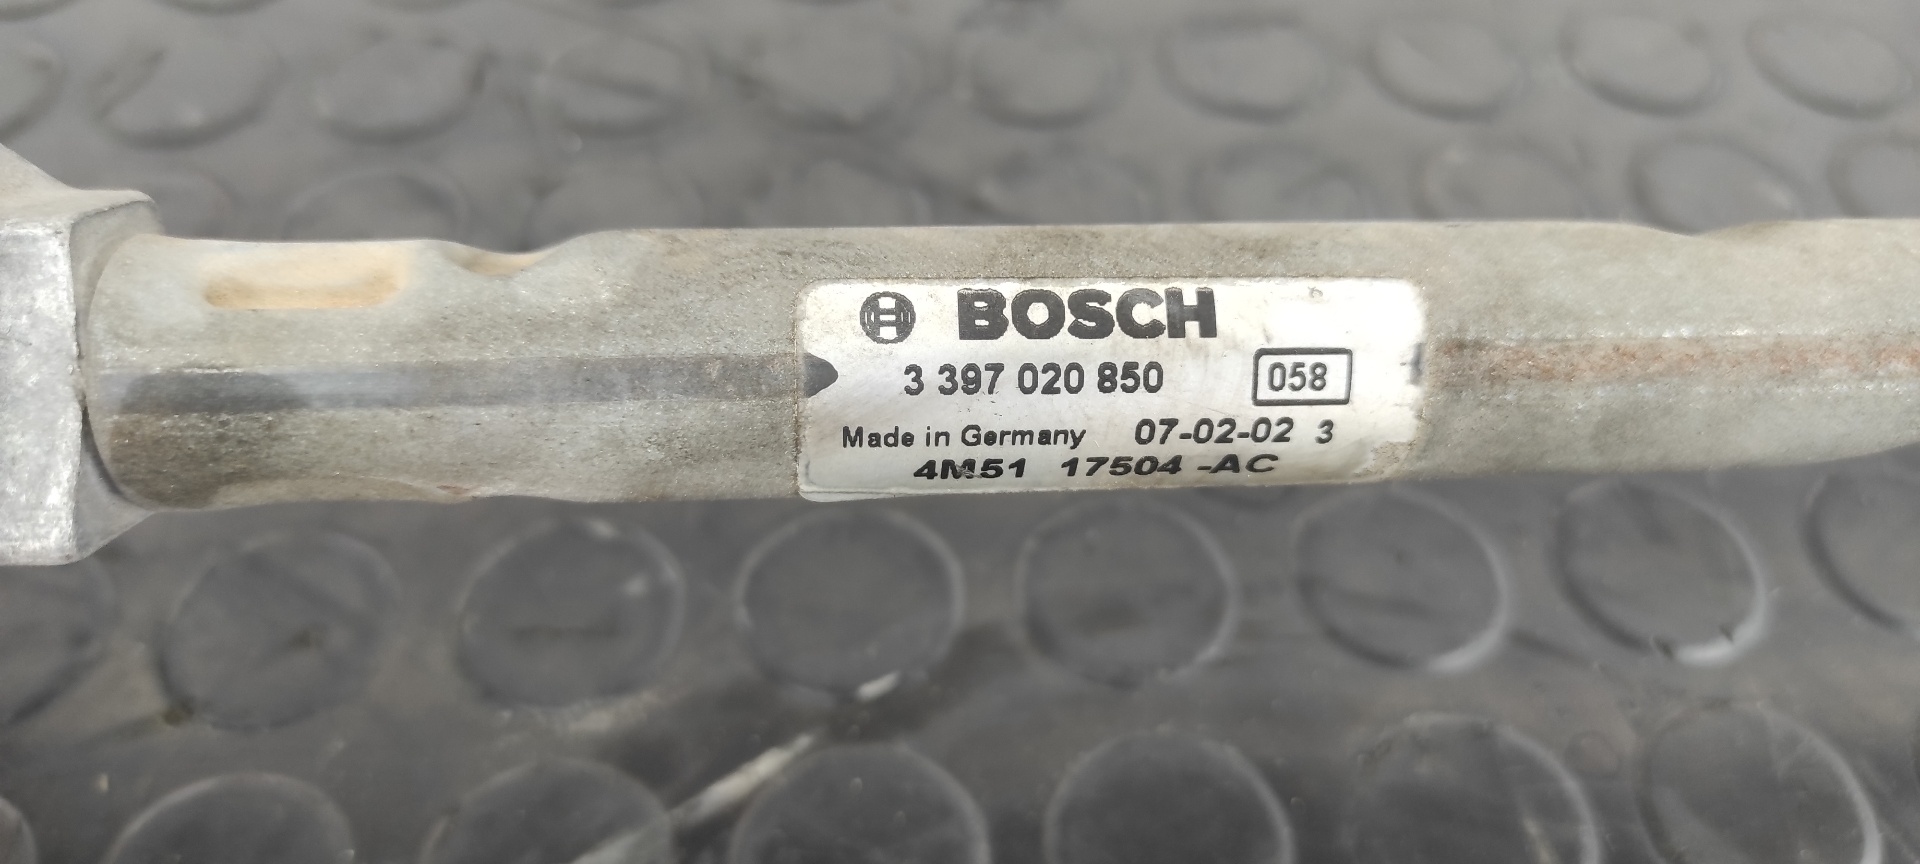 BOSCH
3 397 020 850 058
Made in Germany 07-02-02 3
4M51 17504-AC